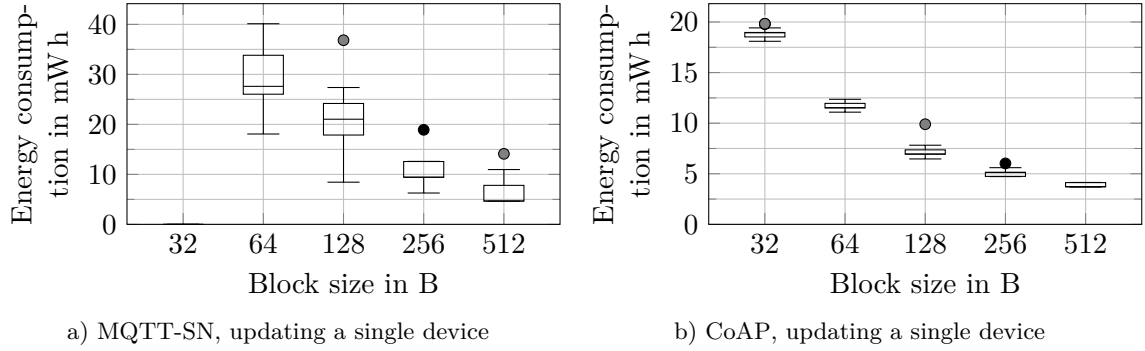 Energy consump-
tion in mW h
40
30
20
10
0
32 64 128 256 512
Block size in B
a) MQTT-SN, updating a single device
Energy consump-
tion in mW h
20
15
10
5
0
32 64 128 256 512
Block size in B
b) CoAP, updating a single device